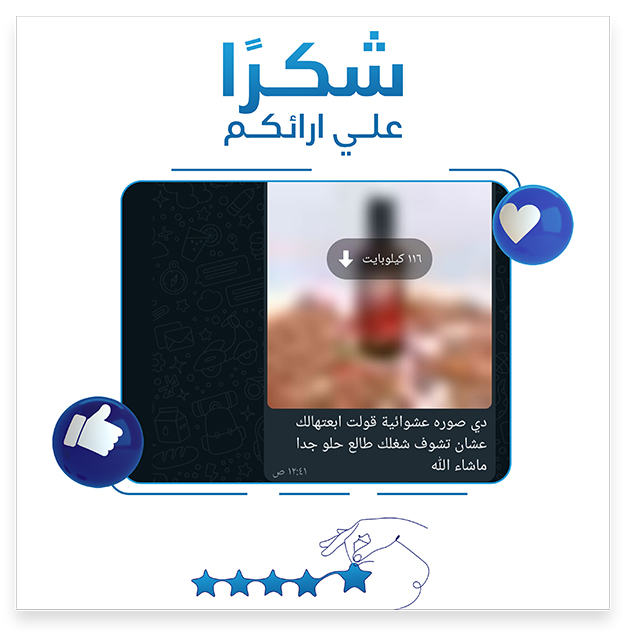 شكرًا
علي ارائكم
١١٦ كيلوبايت
دي صوره عشوائية قولت ابعتهالك
عشان تشوف شغلك طالع حلو جدا
ماشاء الله
١٢:٤١ ص